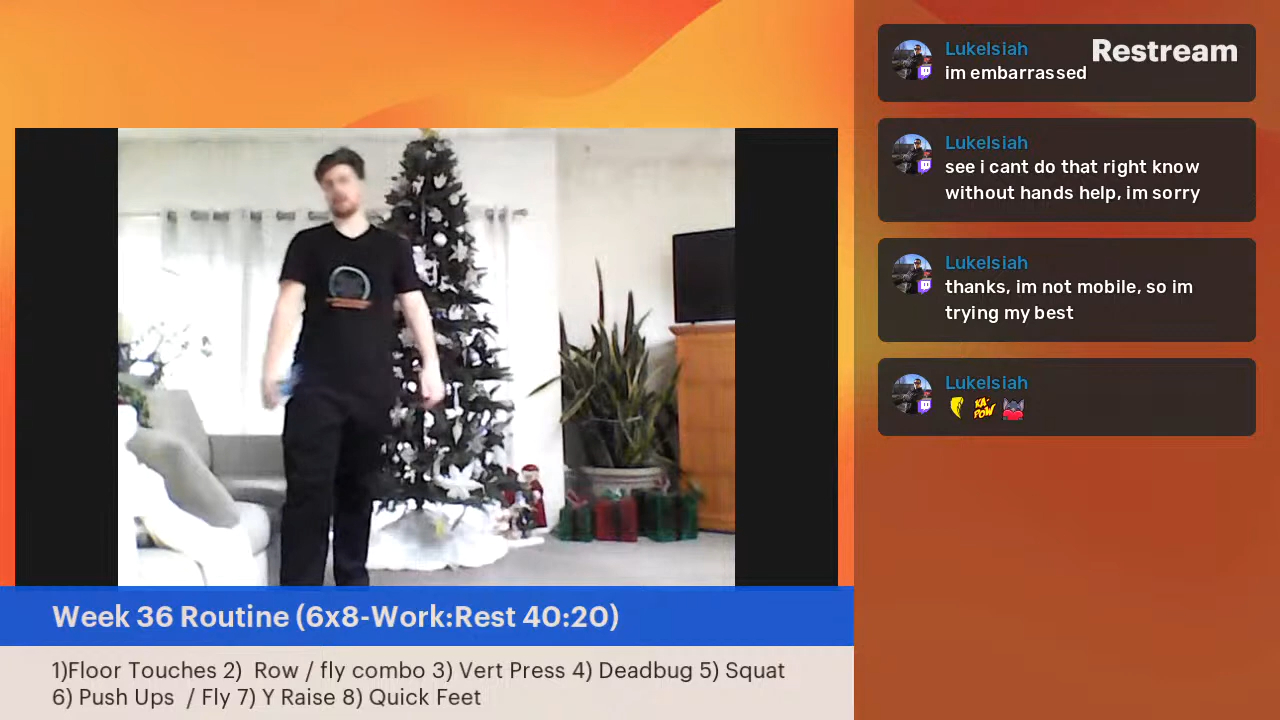 LukeIsiah
Restream
im embarrassed
LukeIsiah
see i cant do that right know
without hands help, im sorry
LukeIsiah
thanks, im not mobile, so im
trying my best
LukeIsiah
KA-
POW
Week 36 Routine (6x8-Work:Rest 40:20)
1)Floor Touches 2)  Row / fly combo 3) Vert Press 4) Deadbug 5) Squat
6) Push Ups  / Fly 7) Y Raise 8) Quick Feet